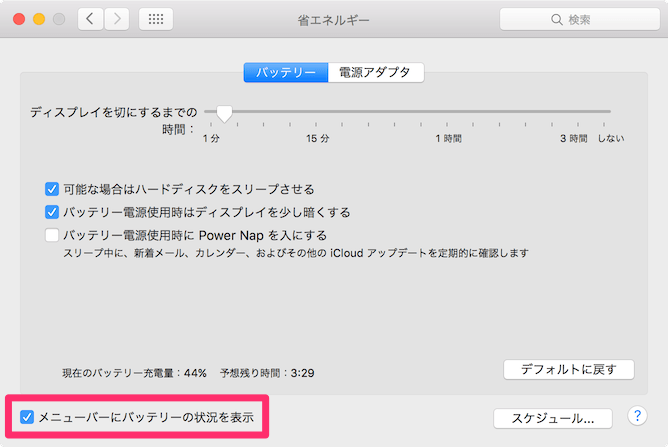 省エネルギー
検索
バッテリー 電源アダプタ
ディスプレイを切にするまでの
時間：
1 分 15 分 1 時間 3 時間 しない
可能な場合はハードディスクをスリープさせる
バッテリー電源使用時はディスプレイを少し暗くする
バッテリー電源使用時に Power Nap を入にする
スリープ中に、新着メール、カレンダー、およびその他の iCloud アップデートを定期的に確認します
現在のバッテリー充電量：44% 予想残り時間：3:29
デフォルトに戻す
メニューバーにバッテリーの状況を表示
スケジュール...
?